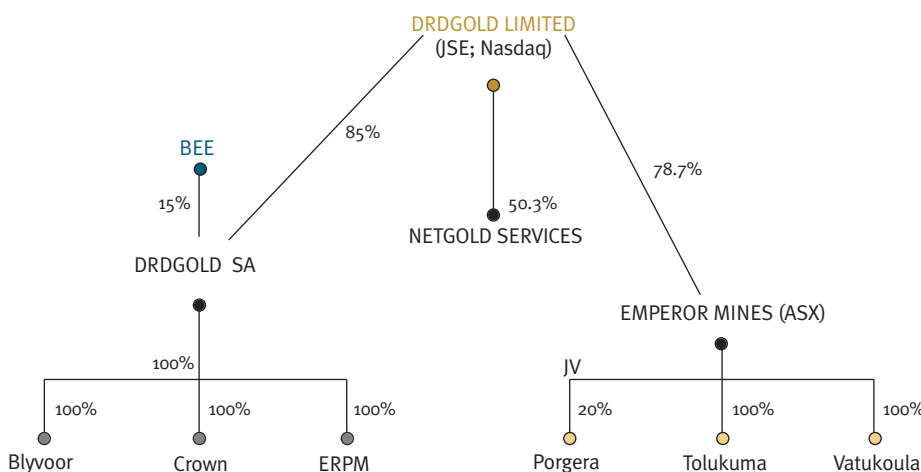 DRDGOLD LIMITED
(JSE; Nasdaq)
85%
BEE
78.7%
15%
50.3%
NETGOLD SERVICES
DRDGOLD SA
EMPEROR MINES (ASX)
100%
JV
100%
100%
100%
20%
100%
100%
Blyvoor
Crown
ERPM
Porgera
Tolukuma
Vatukoula